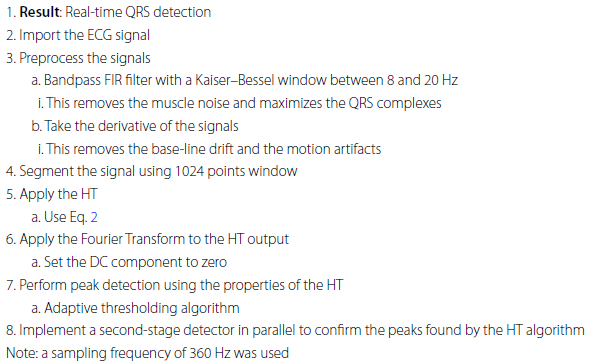 1. Result: Real-time QRS detection
2. Import the ECG signal
3. Preprocess the signals
a. Bandpass FIR filter with a Kaiser–Bessel window between 8 and 20 Hz
i. This removes the muscle noise and maximizes the QRS complexes
b. Take the derivative of the signals
i. This removes the base-line drift and the motion artifacts
4. Segment the signal using 1024 points window
5. Apply the HT
a. Use Eq. 2
6. Apply the Fourier Transform to the HT output
a. Set the DC component to zero
7. Perform peak detection using the properties of the HT
a. Adaptive thresholding algorithm
8. Implement a second-stage detector in parallel to confirm the peaks found by the HT algorithm
Note: a sampling frequency of 360 Hz was used